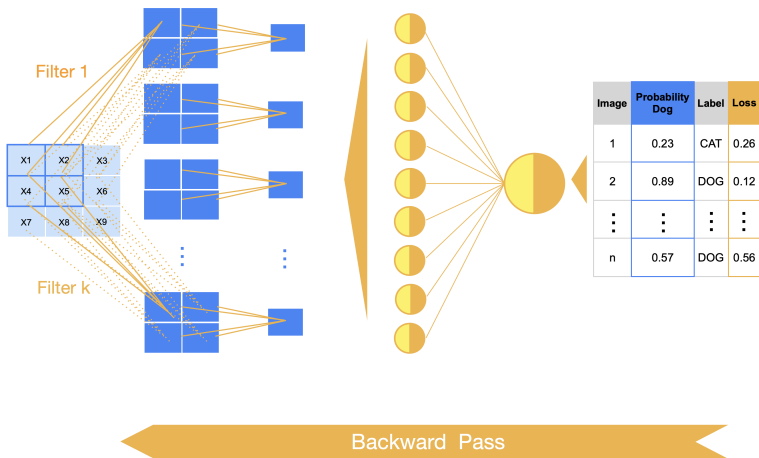 Filter 1
X1 X2 X3
X4 X5 X6
X7 X8 X9
Filter k
Image Probability Dog Label Loss
1 0.23 CAT 0.26
2 0.89 DOG 0.12
n 0.57 DOG 0.56
Backward Pass